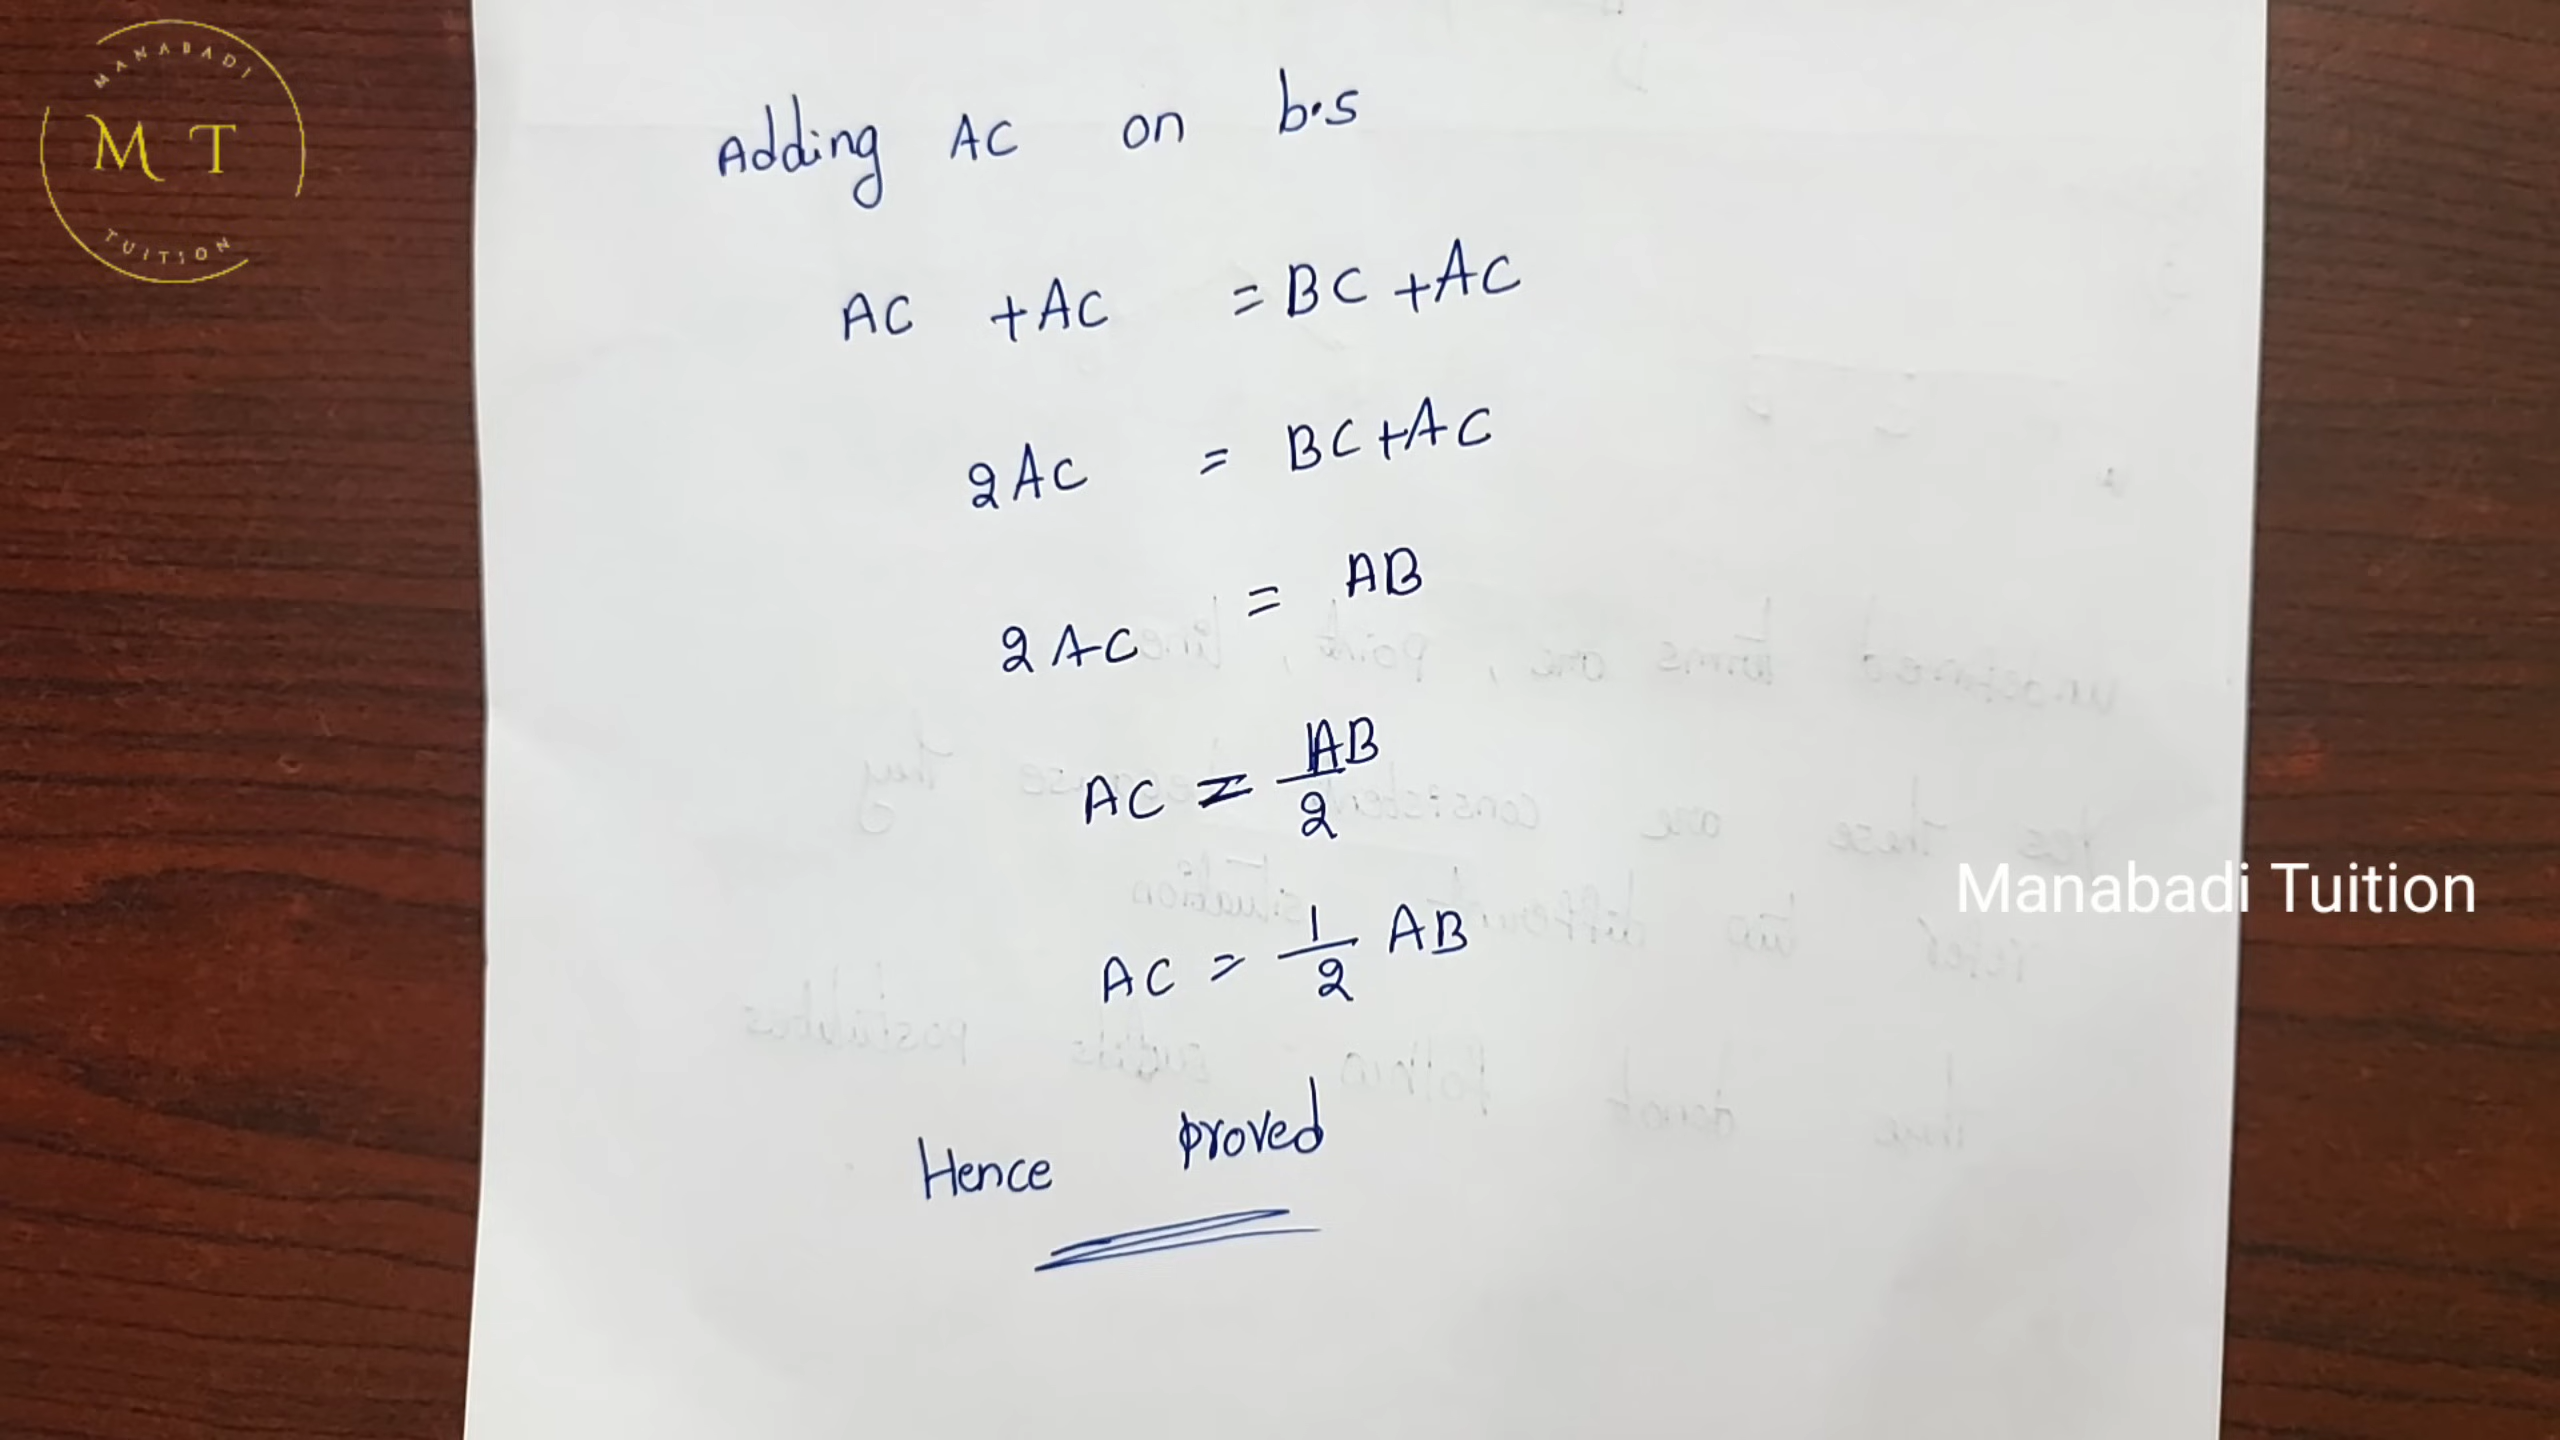 MANABADI
M T
TUITION
Adding AC on b.s
AC + AC = BC + AC
2AC = BC + AC
2AC = AB
AC = AB/2
AC = 1/2 AB
Hence proved
Manabadi Tuition